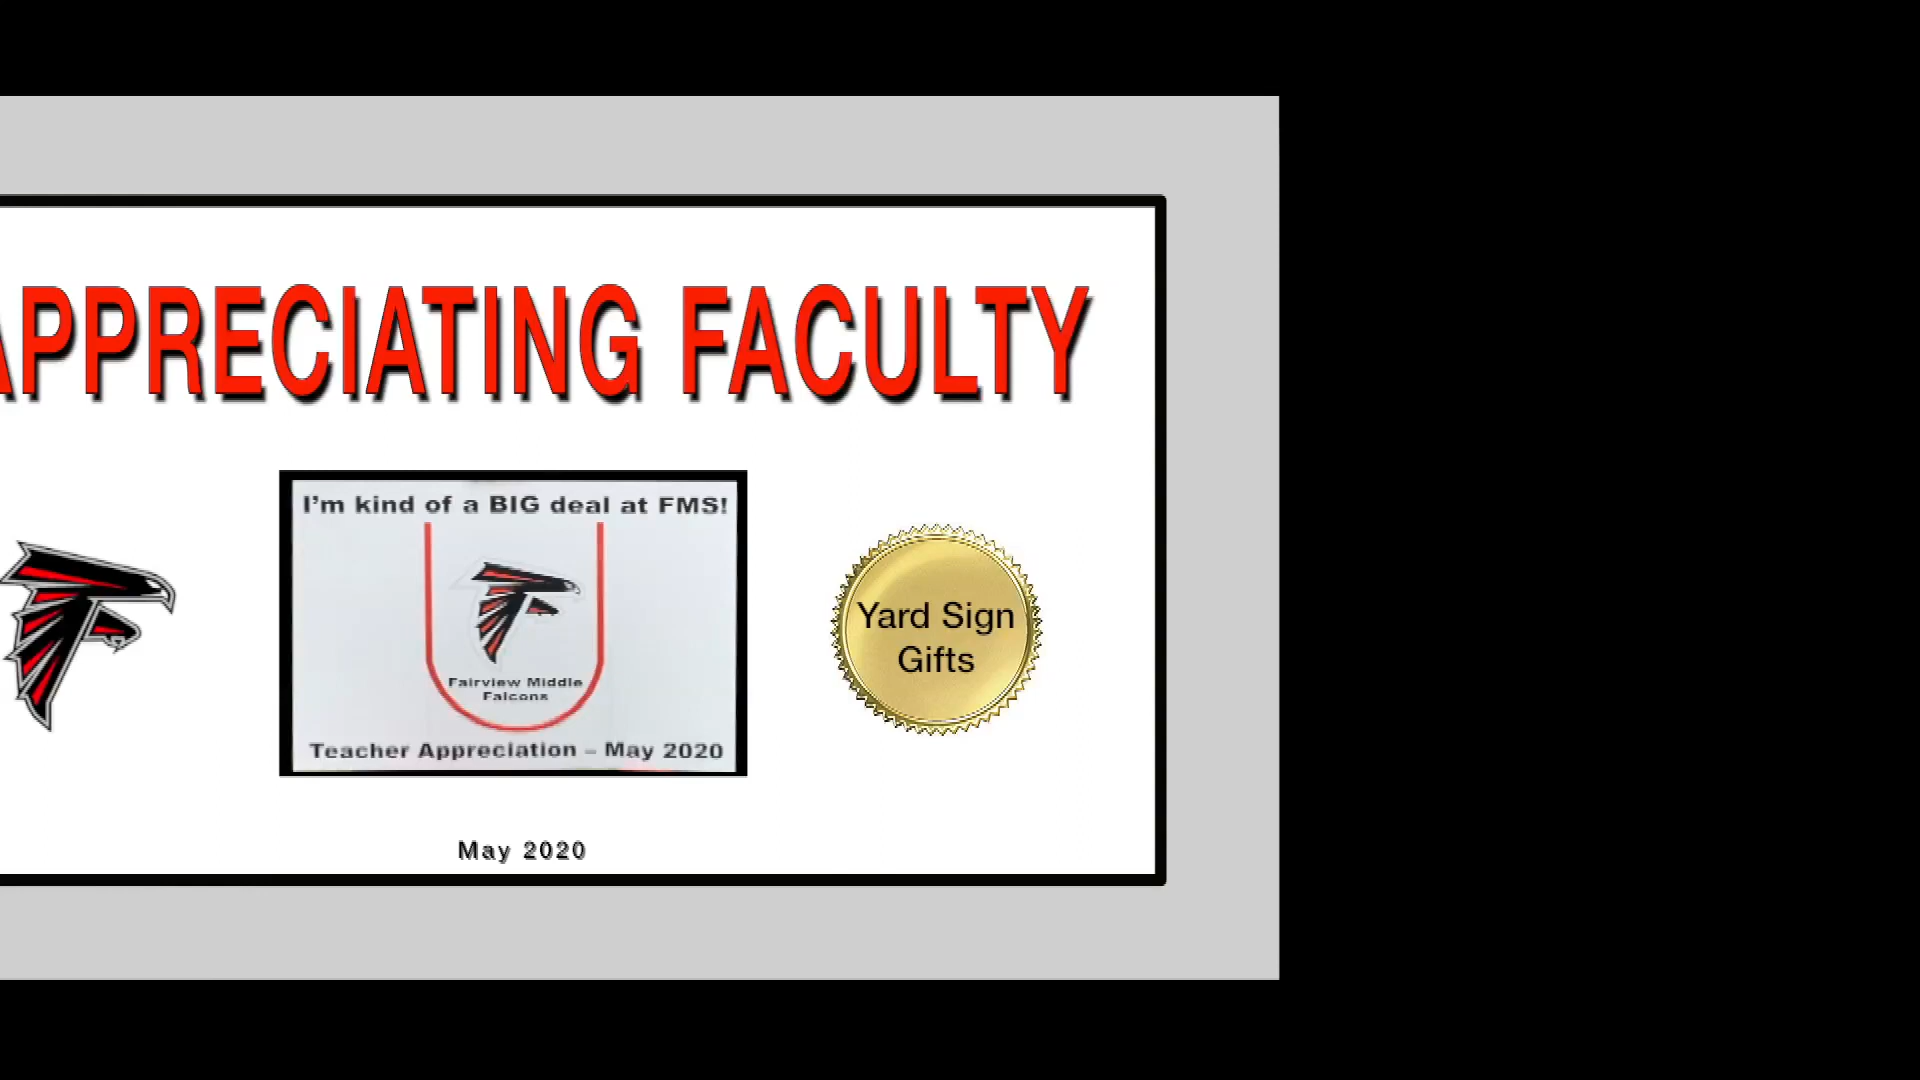 APPRECIATING FACULTY
I'm kind of a BIG deal at FMS!
Fairview Middle
Falcons
Teacher Appreciation – May 2020
Yard Sign
Gifts
May 2020